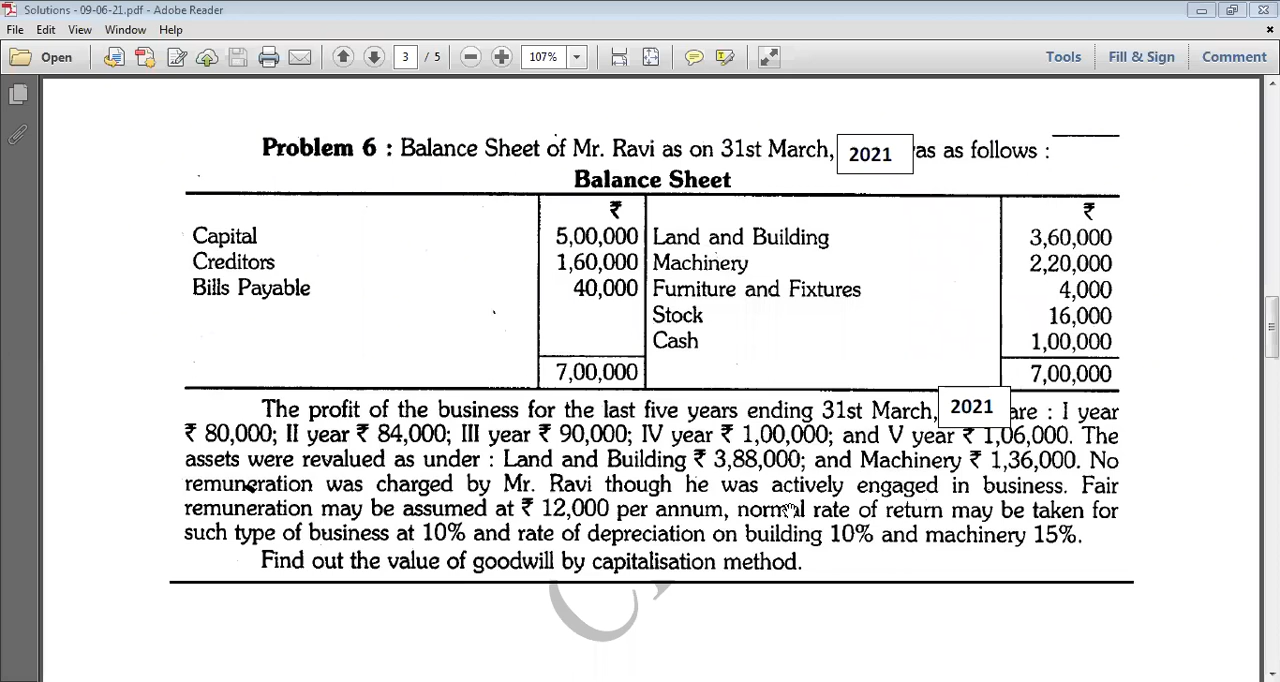 Solutions - 09-06-21.pdf - Adobe Reader
File Edit View Window Help
Open 3 / 5 107% Tools Fill & Sign Comment
Problem 6 : Balance Sheet of Mr. Ravi as on 31st March, 2021 as as follows :
Balance Sheet
₹ ₹
Capital 5,00,000 Land and Building 3,60,000
Creditors 1,60,000 Machinery 2,20,000
Bills Payable 40,000 Furniture and Fixtures 4,000
Stock 16,000
Cash 1,00,000
7,00,000 7,00,000
The profit of the business for the last five years ending 31st March, 2021 are : I year
₹ 80,000; II year ₹ 84,000; III year ₹ 90,000; IV year ₹ 1,00,000; and V year ₹ 1,06,000. The
assets were revalued as under : Land and Building ₹ 3,88,000; and Machinery ₹ 1,36,000. No
remuneration was charged by Mr. Ravi though he was actively engaged in business. Fair
remuneration may be assumed at ₹ 12,000 per annum, normal rate of return may be taken for
such type of business at 10% and rate of depreciation on building 10% and machinery 15%.
Find out the value of goodwill by capitalisation method.